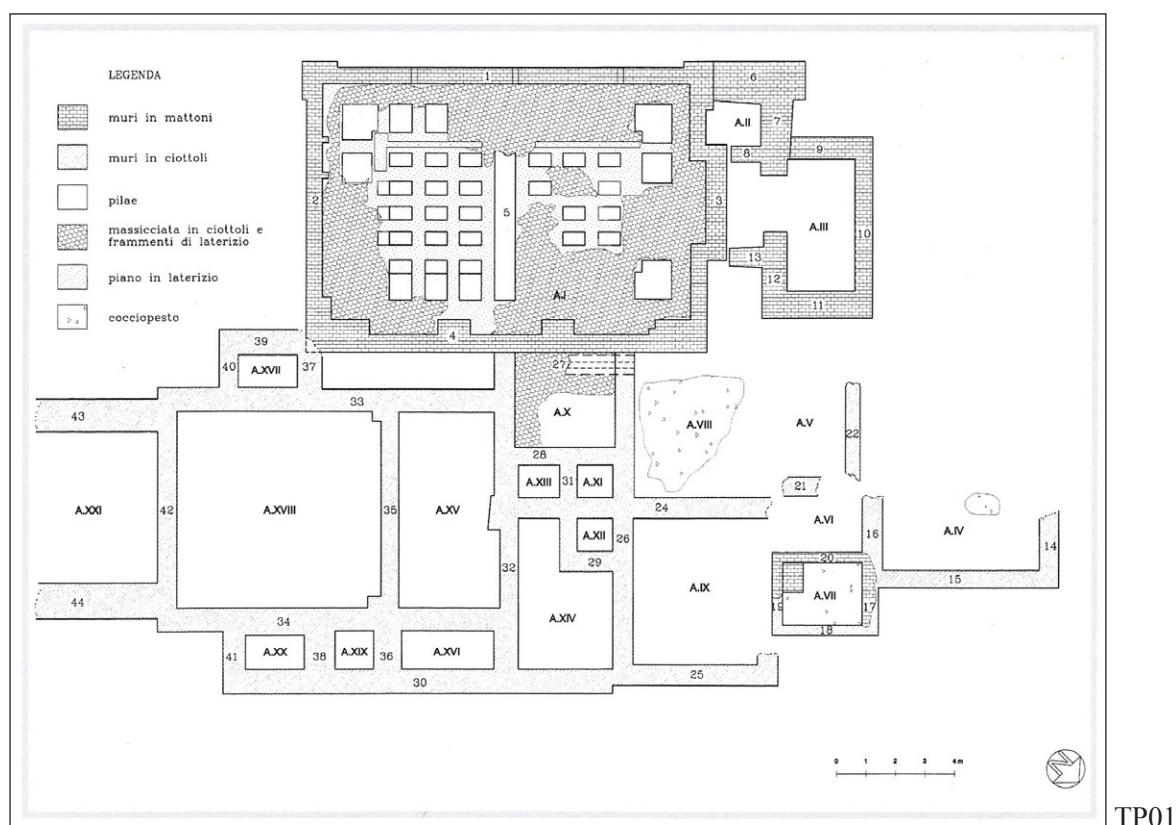 LEGENDA
muri in mattoni
muri in ciottoli
pilae
massicciata in ciottoli e
frammenti di laterizio
piano in laterizio
cocciopesto
1
6
A.II
7
8
9
2
5
3
A.III
10
13
12
A.I
11
4
39
40
A.XVII
37
27
43
33
A.X
A.VIII
A.V
22
28
A.XIII
31
A.XI
21
A.XXI
42
A.XVIII
35
A.XV
24
A.XII
26
A.VI
16
A.IV
14
32
29
20
15
44
A.IX
19
A.VII
17
34
A.XIV
18
41
A.XX
38
A.XIX
36
A.XVI
30
25
0 1 2 3 4m
TP01